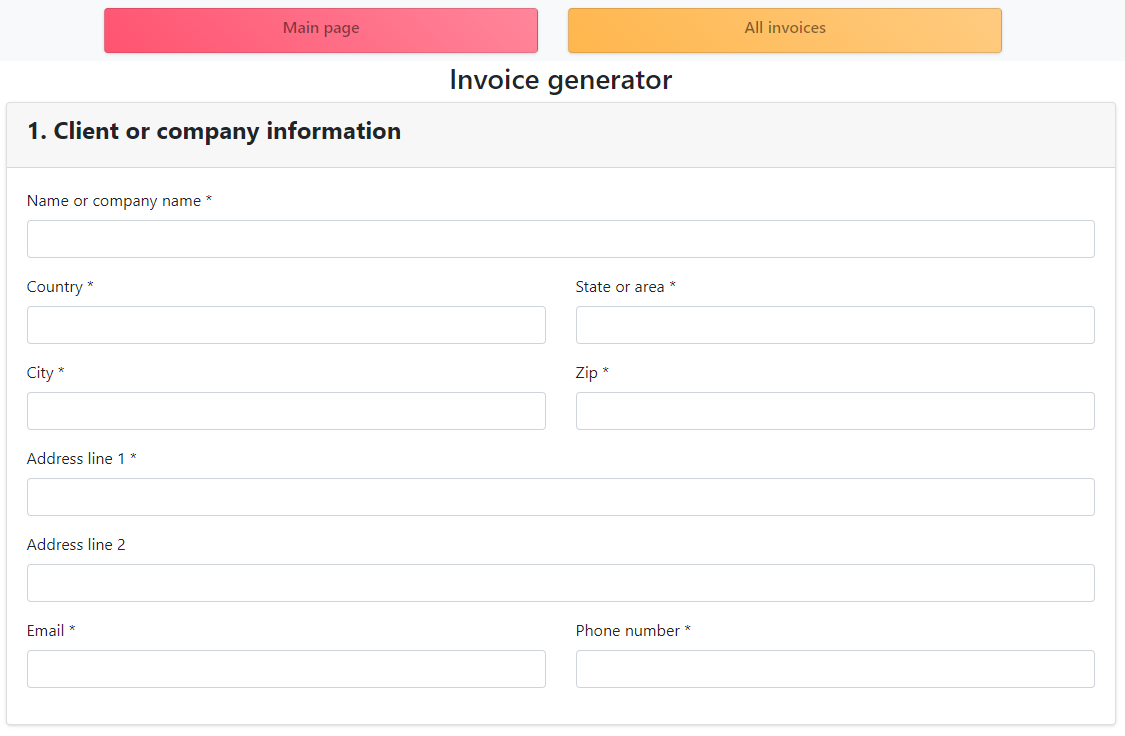 Main page
All invoices
Invoice generator
1. Client or company information
Name or company name *
Country *
State or area *
City *
Zip *
Address line 1 *
Address line 2
Email *
Phone number *